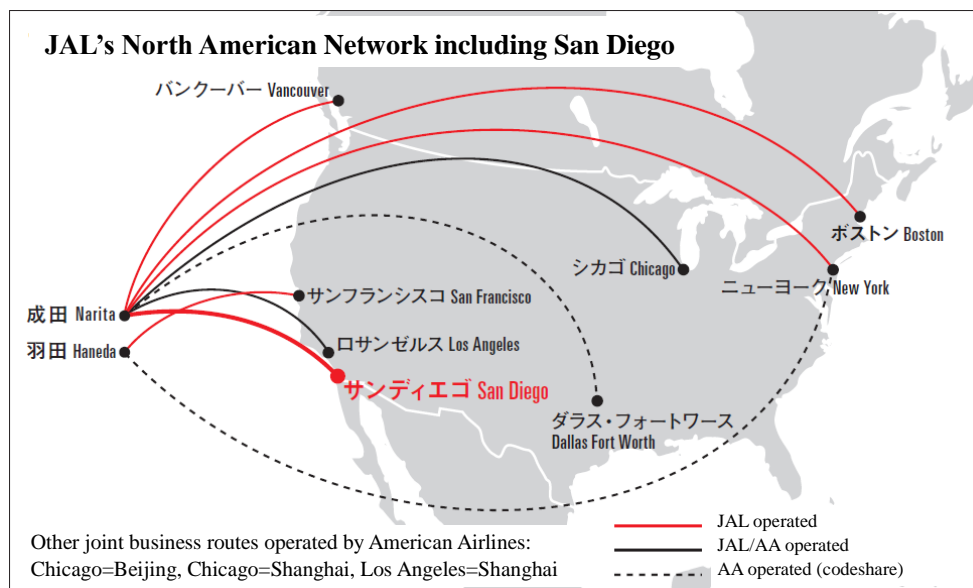 JAL's North American Network including San Diego
バンクーバー Vancouver
ボストン Boston
シカゴ Chicago
ニューヨーク New York
サンフランシスコ San Francisco
成田 Narita
羽田 Haneda
ロサンゼルス Los Angeles
サンディエゴ San Diego
ダラス・フォートワース
Dallas Fort Worth
Other joint business routes operated by American Airlines:
Chicago=Beijing, Chicago=Shanghai, Los Angeles=Shanghai
JAL operated
JAL/AA operated
AA operated (codeshare)